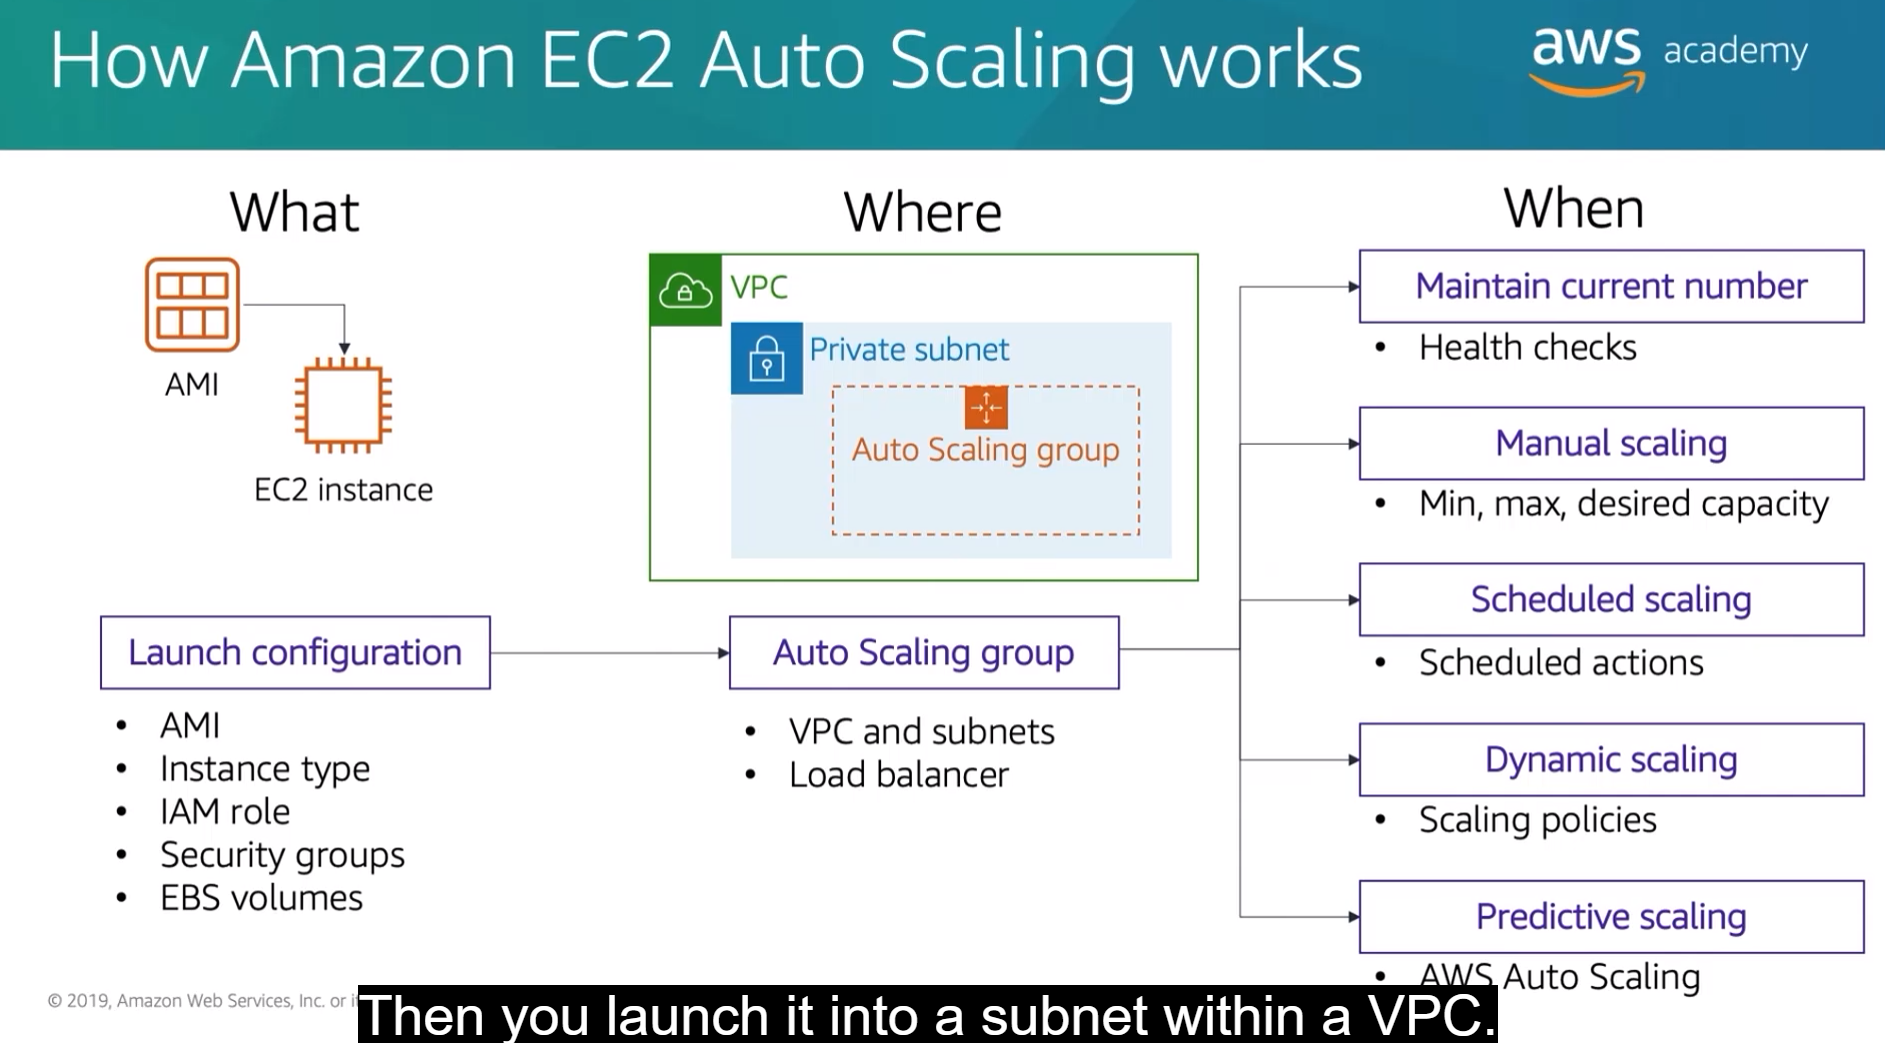 How Amazon EC2 Auto Scaling works
aws academy
What
AMI
EC2 instance
Launch configuration
• AMI
• Instance type
• IAM role
• Security groups
• EBS volumes
Where
VPC
Private subnet
Auto Scaling group
Auto Scaling group
• VPC and subnets
• Load balancer
When
Maintain current number
• Health checks
Manual scaling
• Min, max, desired capacity
Scheduled scaling
• Scheduled actions
Dynamic scaling
• Scaling policies
Predictive scaling
• AWS Auto Scaling
© 2019, Amazon Web Services, Inc. or
Then you launch it into a subnet within a VPC.